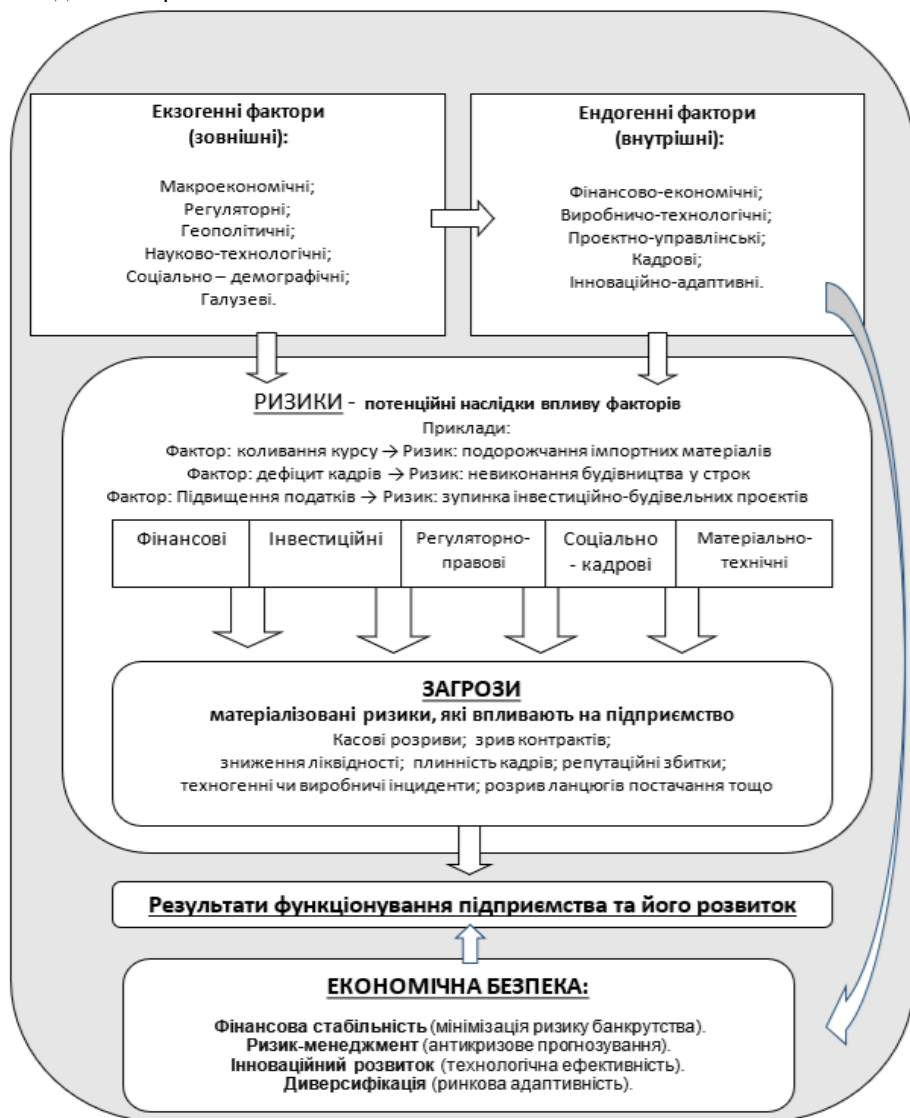 Екзогенні фактори
(зовнішні):
Макроекономічні;
Регуляторні;
Геополітичні;
Науково-технологічні;
Соціально – демографічні;
Галузеві.
Ендогенні фактори
(внутрішні):
Фінансово-економічні;
Виробничо-технологічні;
Проєктно-управлінські;
Кадрові;
Інноваційно-адаптивні.
РИЗИКИ - потенційні наслідки впливу факторів
Приклади:
Фактор: коливання курсу → Ризик: подорожчання імпортних матеріалів
Фактор: дефіцит кадрів → Ризик: невиконання будівництва у строк
Фактор: Підвищення податків → Ризик: зупинка інвестиційно-будівельних проєктів
Фінансові
Інвестиційні
Регуляторно-
правові
Соціально
- кадрові
Матеріально-
технічні
ЗАГРОЗИ
матеріалізовані ризики, які впливають на підприємство
Касові розриви; зрив контрактів;
зниження ліквідності; плинність кадрів; репутаційні збитки;
техногенні чи виробничі інциденти; розрив ланцюгів постачання тощо
Результати функціонування підприємства та його розвиток
ЕКОНОМІЧНА БЕЗПЕКА:
Фінансова стабільність (мінімізація ризику банкрутства).
Ризик-менеджмент (антикризове прогнозування).
Інноваційний розвиток (технологічна ефективність).
Диверсифікація (ринкова адаптивність).